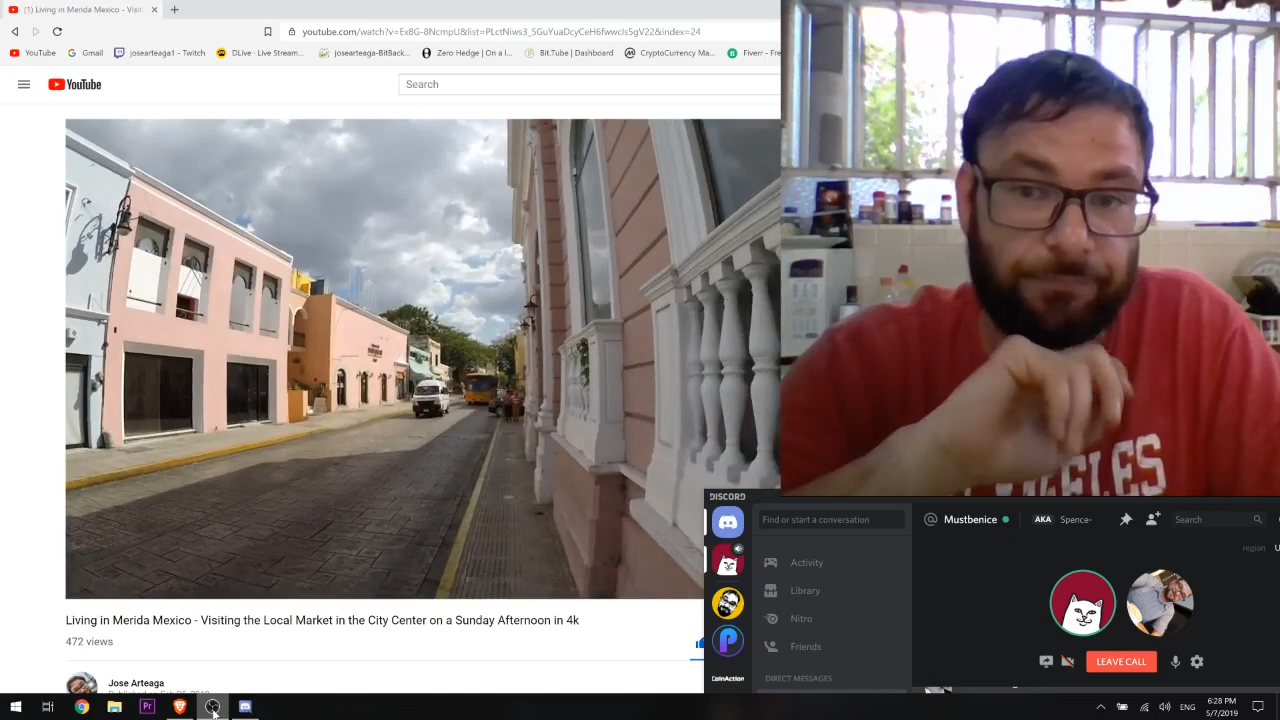 (1) Living in Merida Mexico - Visit
youtube.com/watch?v=Ex8G-8NcmpU&list=
&index=24
YouTube
Gmail
josearteaga1 - Twitch
DLive · Live Stream...
josearteaga-BitBack...
Zero Hedge | On a l...
Bit.Tube | Dashboard
CryptoCurrency Ma...
Fiverr - Fre
YouTube
Search
Living in Merida Mexico - Visiting the Local Market in the City Center on a Sunday Afternoon in 4k
472 views
Jose Arteaga
DISCORD
Find or start a conversation
Mustbenice
AKA Spence-
Search
region U
Activity
Library
Nitro
Friends
LEAVE CALL
DIRECT MESSAGES
CoinAction
ENG
6:28 PM
5/7/2019